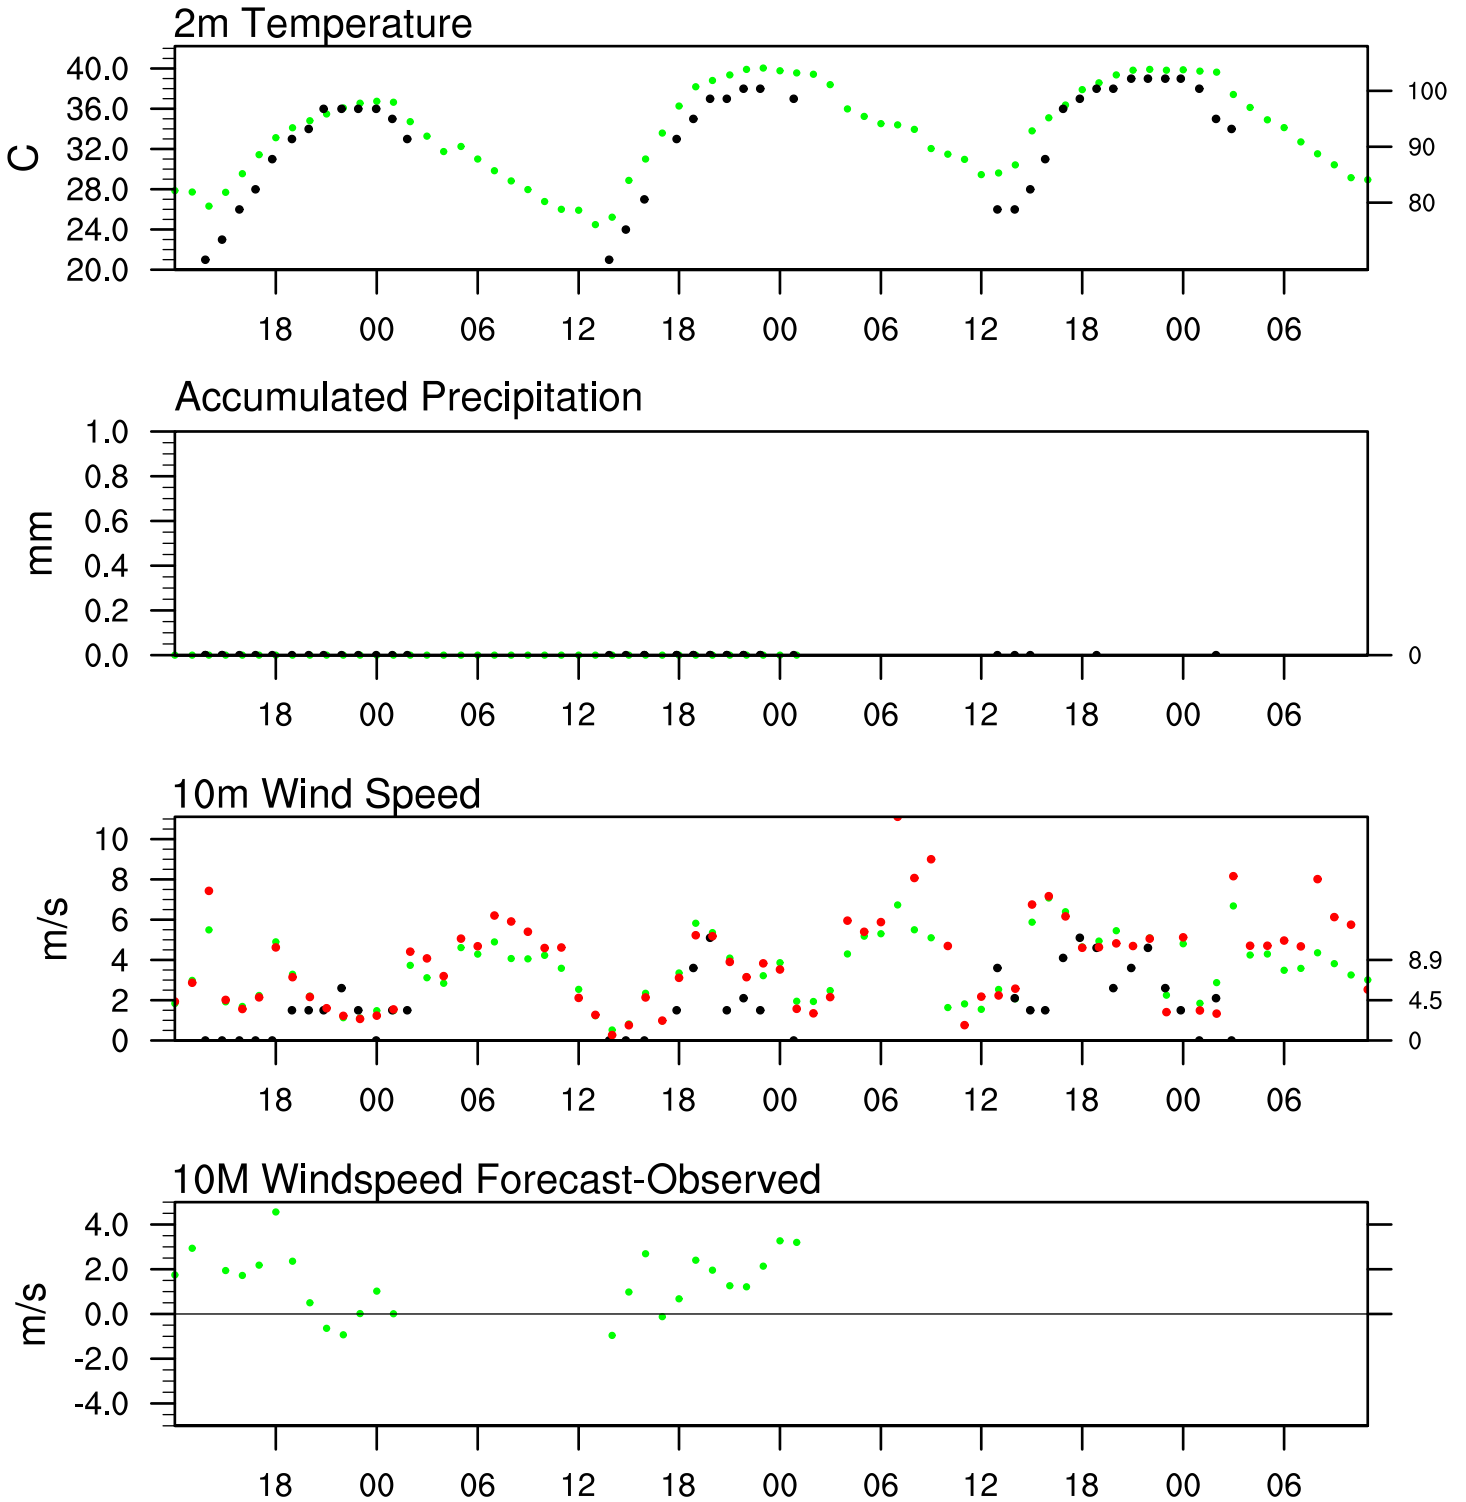 2m Temperature
C
40.0
36.0
32.0
28.0
24.0
20.0
100
90
80
18 00 06 12 18 00 06 12 18 00 06
Accumulated Precipitation
mm
1.0
0.8
0.6
0.4
0.2
0.0
0
18 00 06 12 18 00 06 12 18 00 06
10m Wind Speed
m/s
10
8
6
4
2
0
8.9
4.5
0
18 00 06 12 18 00 06 12 18 00 06
10M Windspeed Forecast-Observed
m/s
4.0
2.0
0.0
-2.0
-4.0
18 00 06 12 18 00 06 12 18 00 06